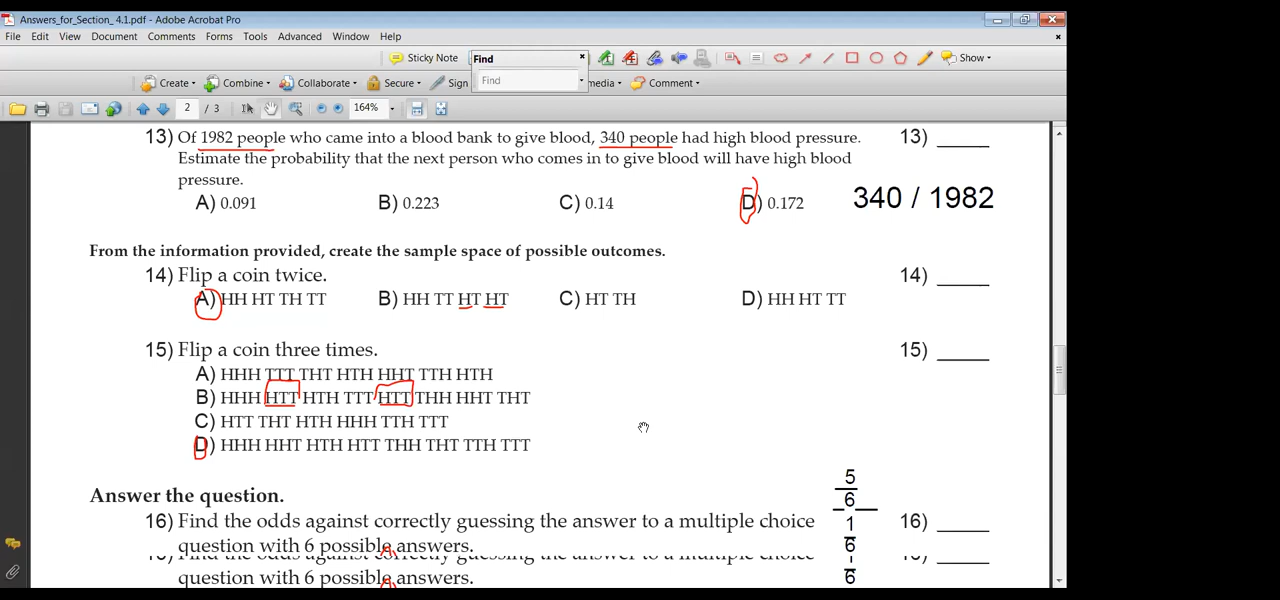 Answers_for_Section_ 4.1.pdf - Adobe Acrobat Pro
File Edit View Document Comments Forms Tools Advanced Window Help
Sticky Note Find Show
Create Combine Collaborate Secure Sign Find media Comment
2 / 3 164%
13) Of 1982 people who came into a blood bank to give blood, 340 people had high blood pressure. 13) _____
Estimate the probability that the next person who comes in to give blood will have high blood
pressure.
A) 0.091 B) 0.223 C) 0.14 D) 0.172 340 / 1982
From the information provided, create the sample space of possible outcomes.
14) Flip a coin twice. 14) _____
A) HH HT TH TT B) HH TT HT HT C) HT TH D) HH HT TT
15) Flip a coin three times. 15) _____
A) HHH TTT THT HTH HHT TTH HTH
B) HHH HTT HTH TTT HTT THH HHT THT
C) HTT THT HTH HHH TTH TTT
D) HHH HHT HTH HTT THH THT TTH TTT
5
Answer the question.
6
16) Find the odds against correctly guessing the answer to a multiple choice 1 16) _____
question with 6 possible answers. 6
question with 6 possible answers. 6